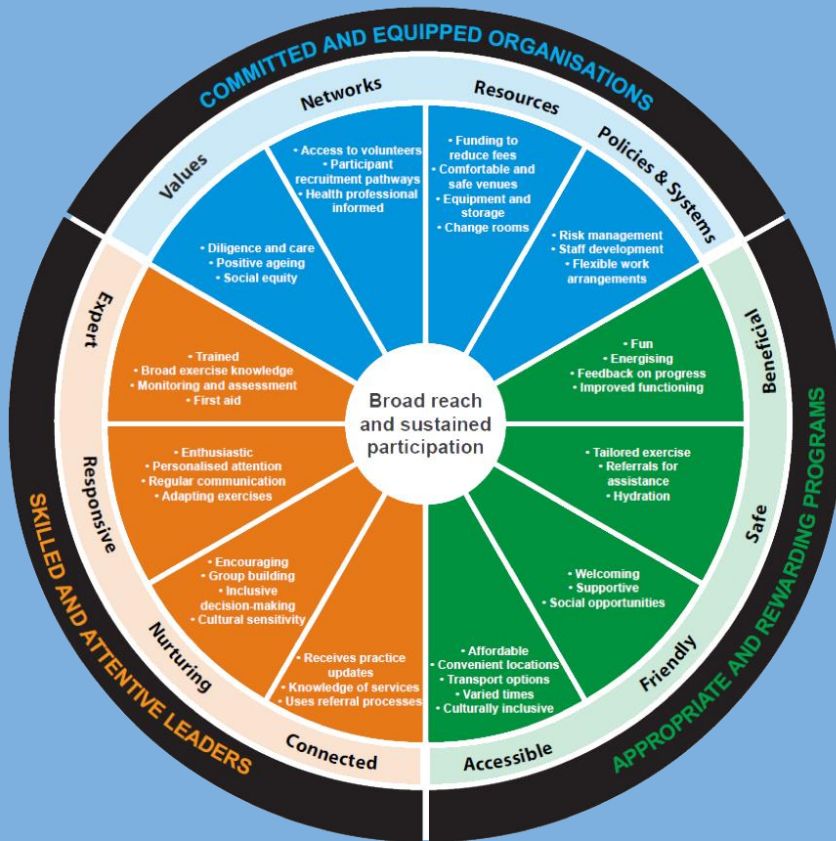 COMMITTED AND EQUIPPED ORGANISATIONS
Values
• Diligence and care
• Positive ageing
• Social equity
Networks
• Access to volunteers
• Participant
recruitment pathways
• Health professional
informed
Resources
• Funding to
reduce fees
• Comfortable and
safe venues
• Equipment and
storage
• Change rooms
Policies & Systems
• Risk management
• Staff development
• Flexible work
arrangements
APPROPRIATE AND REWARDING PROGRAMS
Beneficial
• Fun
• Energising
• Feedback on progress
• Improved functioning
Safe
• Tailored exercise
• Referrals for
assistance
• Hydration
Friendly
• Welcoming
• Supportive
• Social opportunities
Accessible
• Affordable
• Convenient locations
• Transport options
• Varied times
• Culturally inclusive
SKILLED AND ATTENTIVE LEADERS
Expert
• Trained
• Broad exercise knowledge
• Monitoring and assessment
• First aid
Responsive
• Enthusiastic
• Personalised attention
• Regular communication
• Adapting exercises
Nurturing
• Encouraging
• Group building
• Inclusive
decision-making
• Cultural sensitivity
Connected
• Receives practice
updates
• Knowledge of services
• Uses referral processes
Broad reach
and sustained
participation